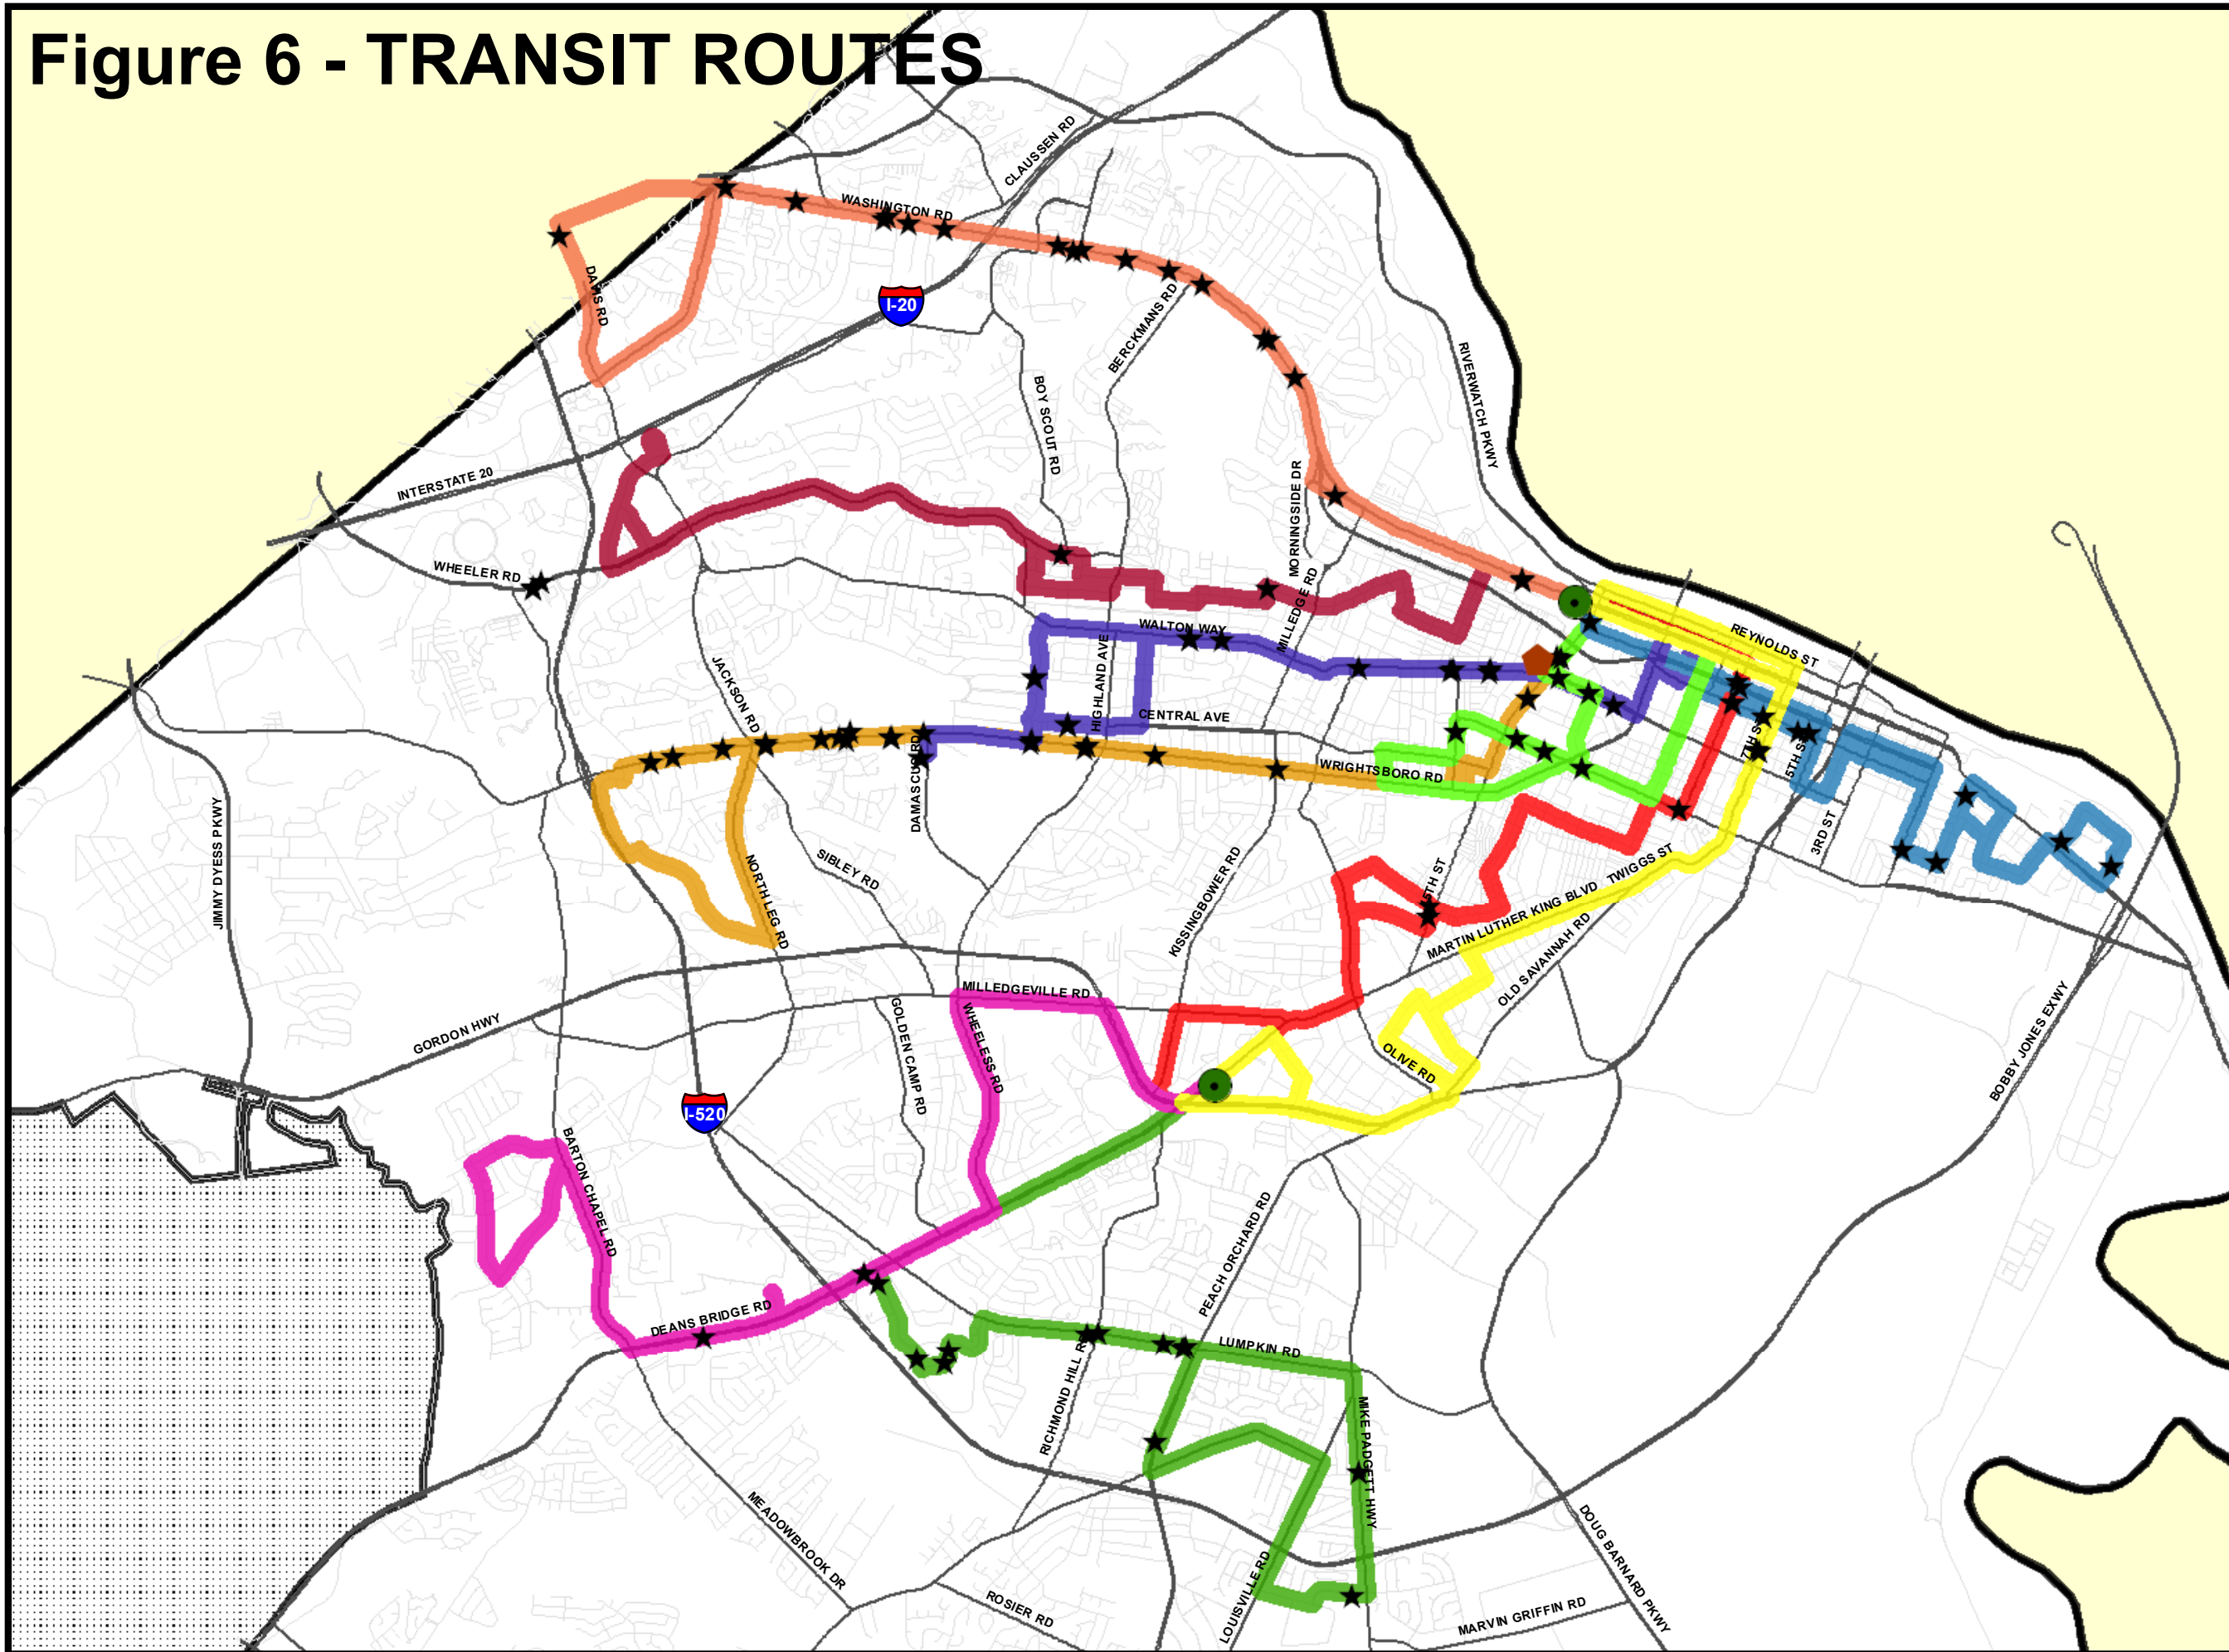 Figure 6 - TRANSIT ROUTES
CLAUSSEN RD
WASHINGTON RD
DAVIS RD
I-20
BERCKMANS RD
RIVERWATCH PKWY
BOY SCOUT RD
INTERSTATE 20
MORNINGSIDE DR
WHEELER RD
MILLEDGE RD
WALTON WAY
REYNOLDS ST
HIGHLAND AVE
JACKSON RD
CENTRAL AVE
DAMASCUS RD
WRIGHTSBORO RD
7TH ST
5TH ST
3RD ST
JIMMY DYESS PKWY
SIBLEY RD
NORTH LEG RD
KISSINGBOWER RD
15TH ST
TWIGGS ST
MARTIN LUTHER KING BLVD
OLD SAVANNAH RD
MILLEDGEVILLE RD
GORDON HWY
GOLDEN CAMP RD
WHEELESS RD
OLIVE RD
BOBBY JONES EXWY
I-520
BARTON CHAPEL RD
PEACH ORCHARD RD
DEANS BRIDGE RD
LUMPKIN RD
RICHMOND HILL RD
MIKE PADGETT HWY
MEADOWBROOK DR
DOUG BARNARD PKWY
LOUISVILLE RD
ROSIER RD
MARVIN GRIFFIN RD